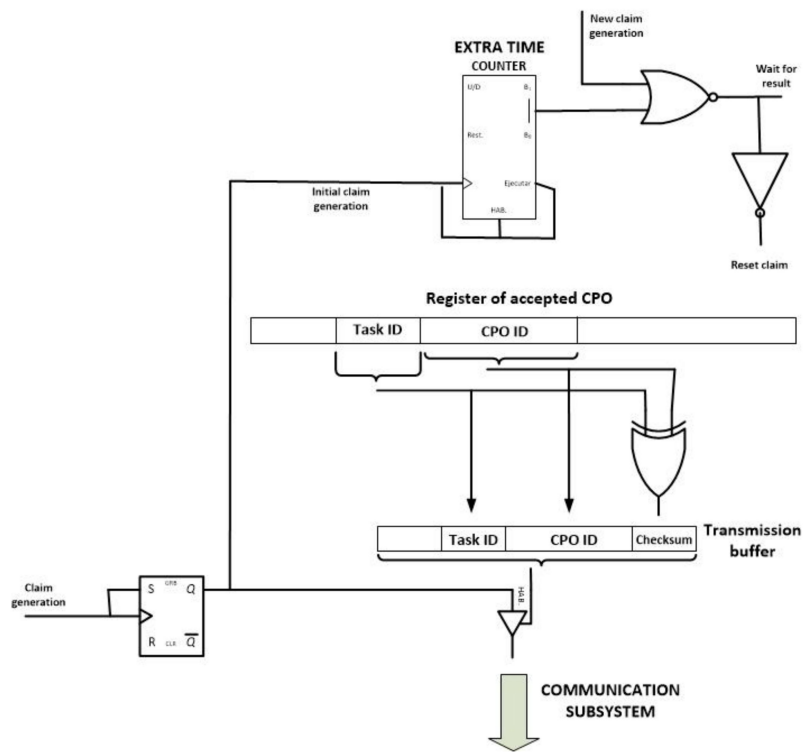 New claim
generation
EXTRA TIME
COUNTER
Wait for
result
U/D
B₁
Rest.
B₀
Initial claim
generation
Ejecutar
HAB.
Reset claim
Register of accepted CPO
Task ID
CPO ID
Task ID
CPO ID
Checksum
Transmission
buffer
Claim
generation
S
Q
R
CLR
Q
HAB.
COMMUNICATION
SUBSYSTEM